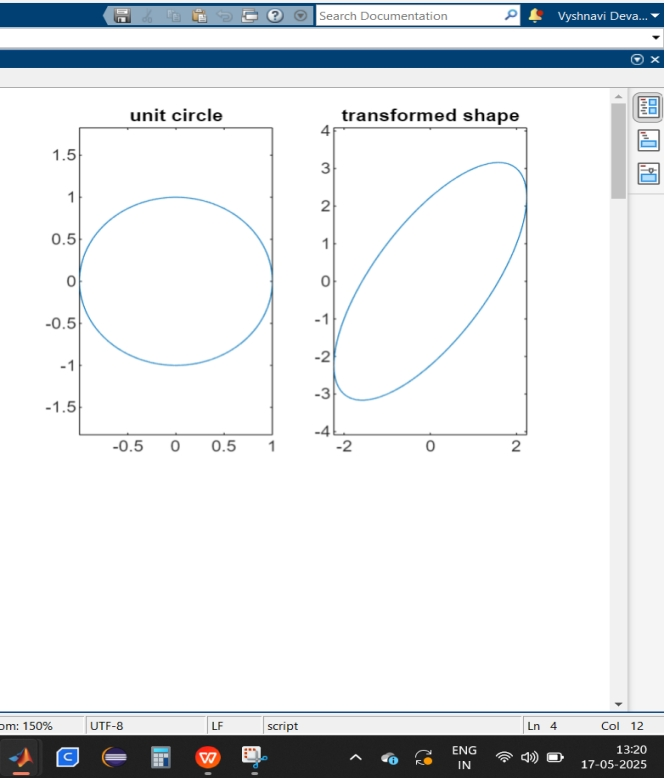 Search Documentation
Vyshnavi Deva...
unit circle
1.5
1
0.5
0
-0.5
-1
-1.5
-0.5 0 0.5 1
transformed shape
4
3
2
1
0
-1
-2
-3
-4
-2 0 2
om: 150% UTF-8 LF script Ln 4 Col 12
ENG
IN
13:20
17-05-2025